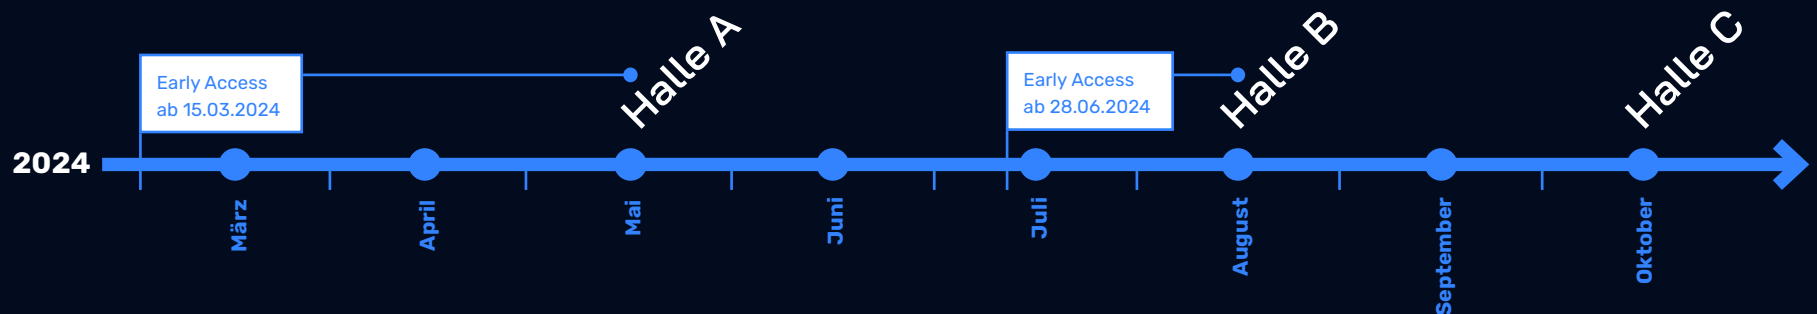 Halle A
Halle B
Halle C
Early Access
ab 15.03.2024
Early Access
ab 28.06.2024
2024
März
April
Mai
Juni
Juli
August
September
Oktober